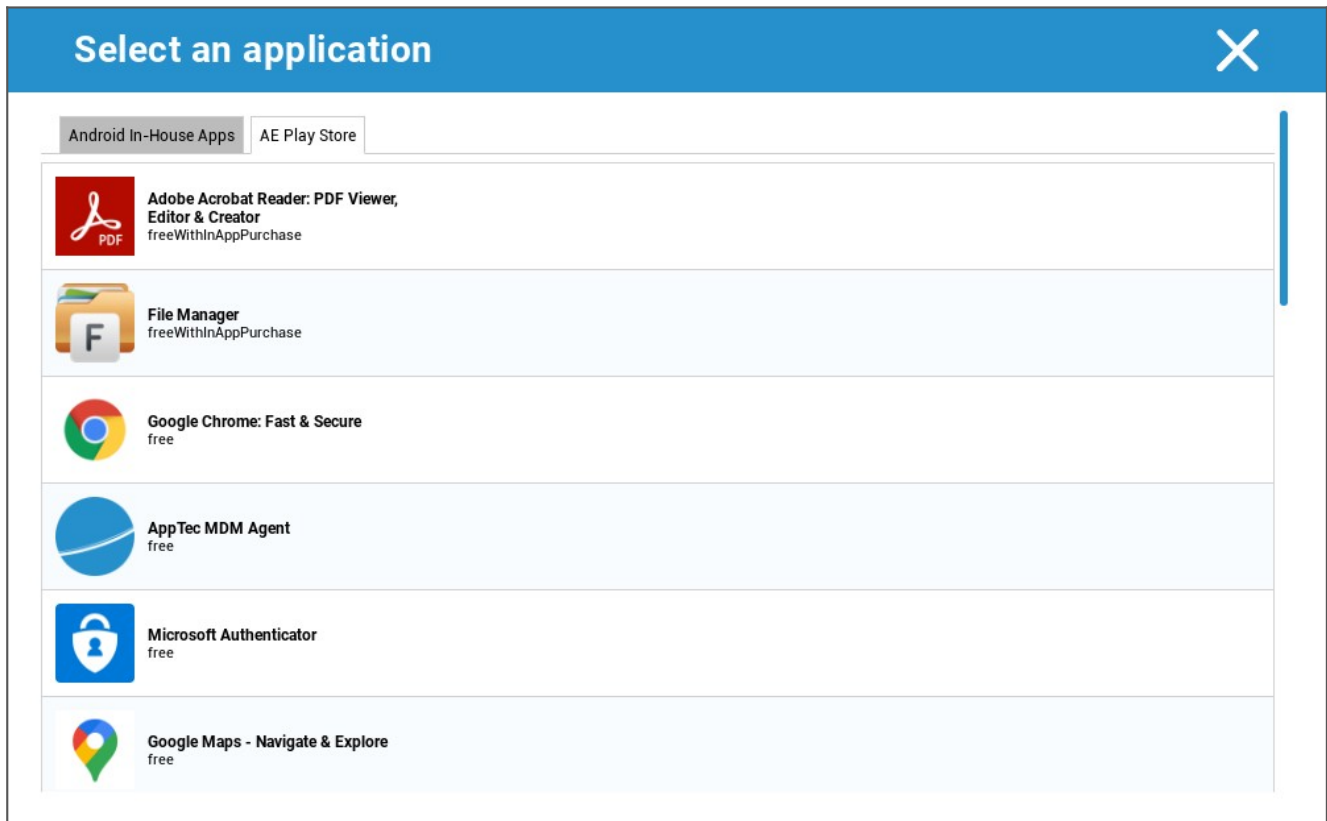 Select an application
Android In-House Apps
AE Play Store
Adobe Acrobat Reader: PDF Viewer,
Editor & Creator
freeWithInAppPurchase
PDF
File Manager
freeWithInAppPurchase
F
Google Chrome: Fast & Secure
free
AppTec MDM Agent
free
Microsoft Authenticator
free
Google Maps - Navigate & Explore
free